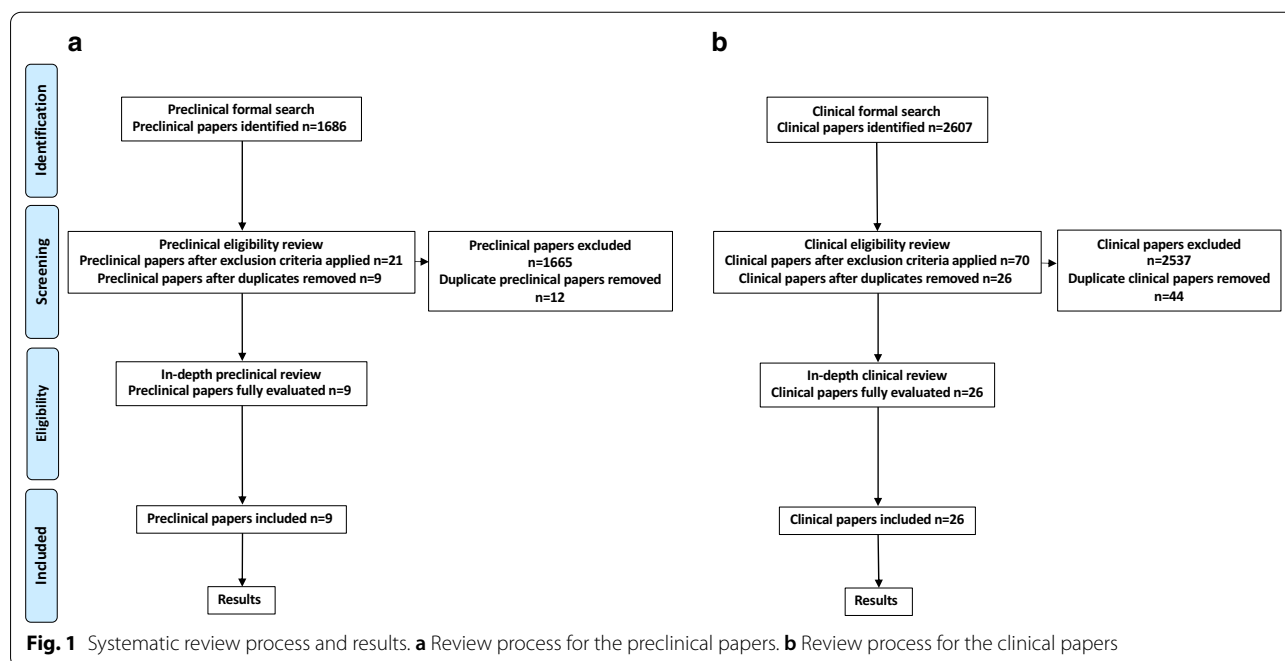 a
Identification
Preclinical formal search
Preclinical papers identified n=1686
Screening
Preclinical eligibility review
Preclinical papers after exclusion criteria applied n=21
Preclinical papers after duplicates removed n=9
Preclinical papers excluded
n=1665
Duplicate preclinical papers removed
n=12
Eligibility
In-depth preclinical review
Preclinical papers fully evaluated n=9
Included
Preclinical papers included n=9
Results
b
Clinical formal search
Clinical papers identified n=2607
Clinical eligibility review
Clinical papers after exclusion criteria applied n=70
Clinical papers after duplicates removed n=26
Clinical papers excluded
n=2537
Duplicate clinical papers removed
n=44
In-depth clinical review
Clinical papers fully evaluated n=26
Clinical papers included n=26
Results
Fig. 1 Systematic review process and results. a Review process for the preclinical papers. b Review process for the clinical papers